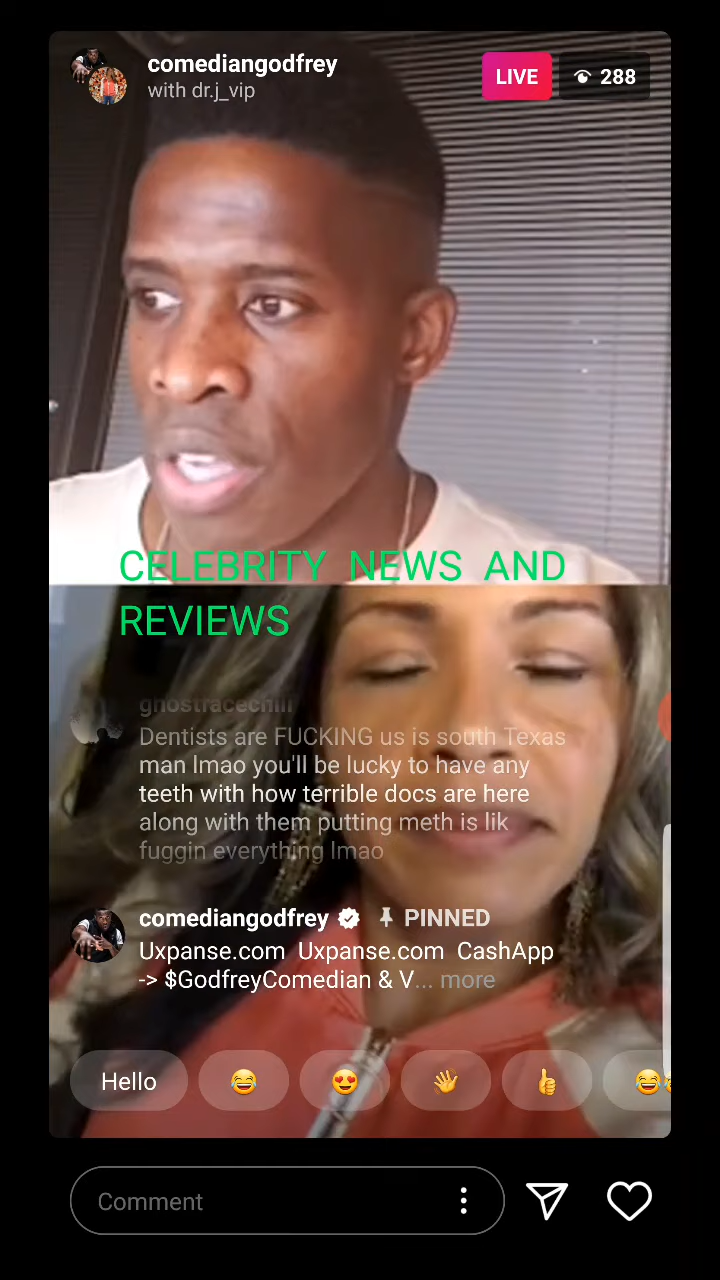 comediangodfrey
with dr.j_vip
LIVE
288
CELEBRITY NEWS AND
REVIEWS
ghostracechili
Dentists are FUCKING us is south Texas
man lmao you'll be lucky to have any
teeth with how terrible docs are here
along with them putting meth is lik
fuggin everything lmao
comediangodfrey PINNED
Uxpanse.com Uxpanse.com CashApp
-> $GodfreyComedian & V... more
Hello
Comment